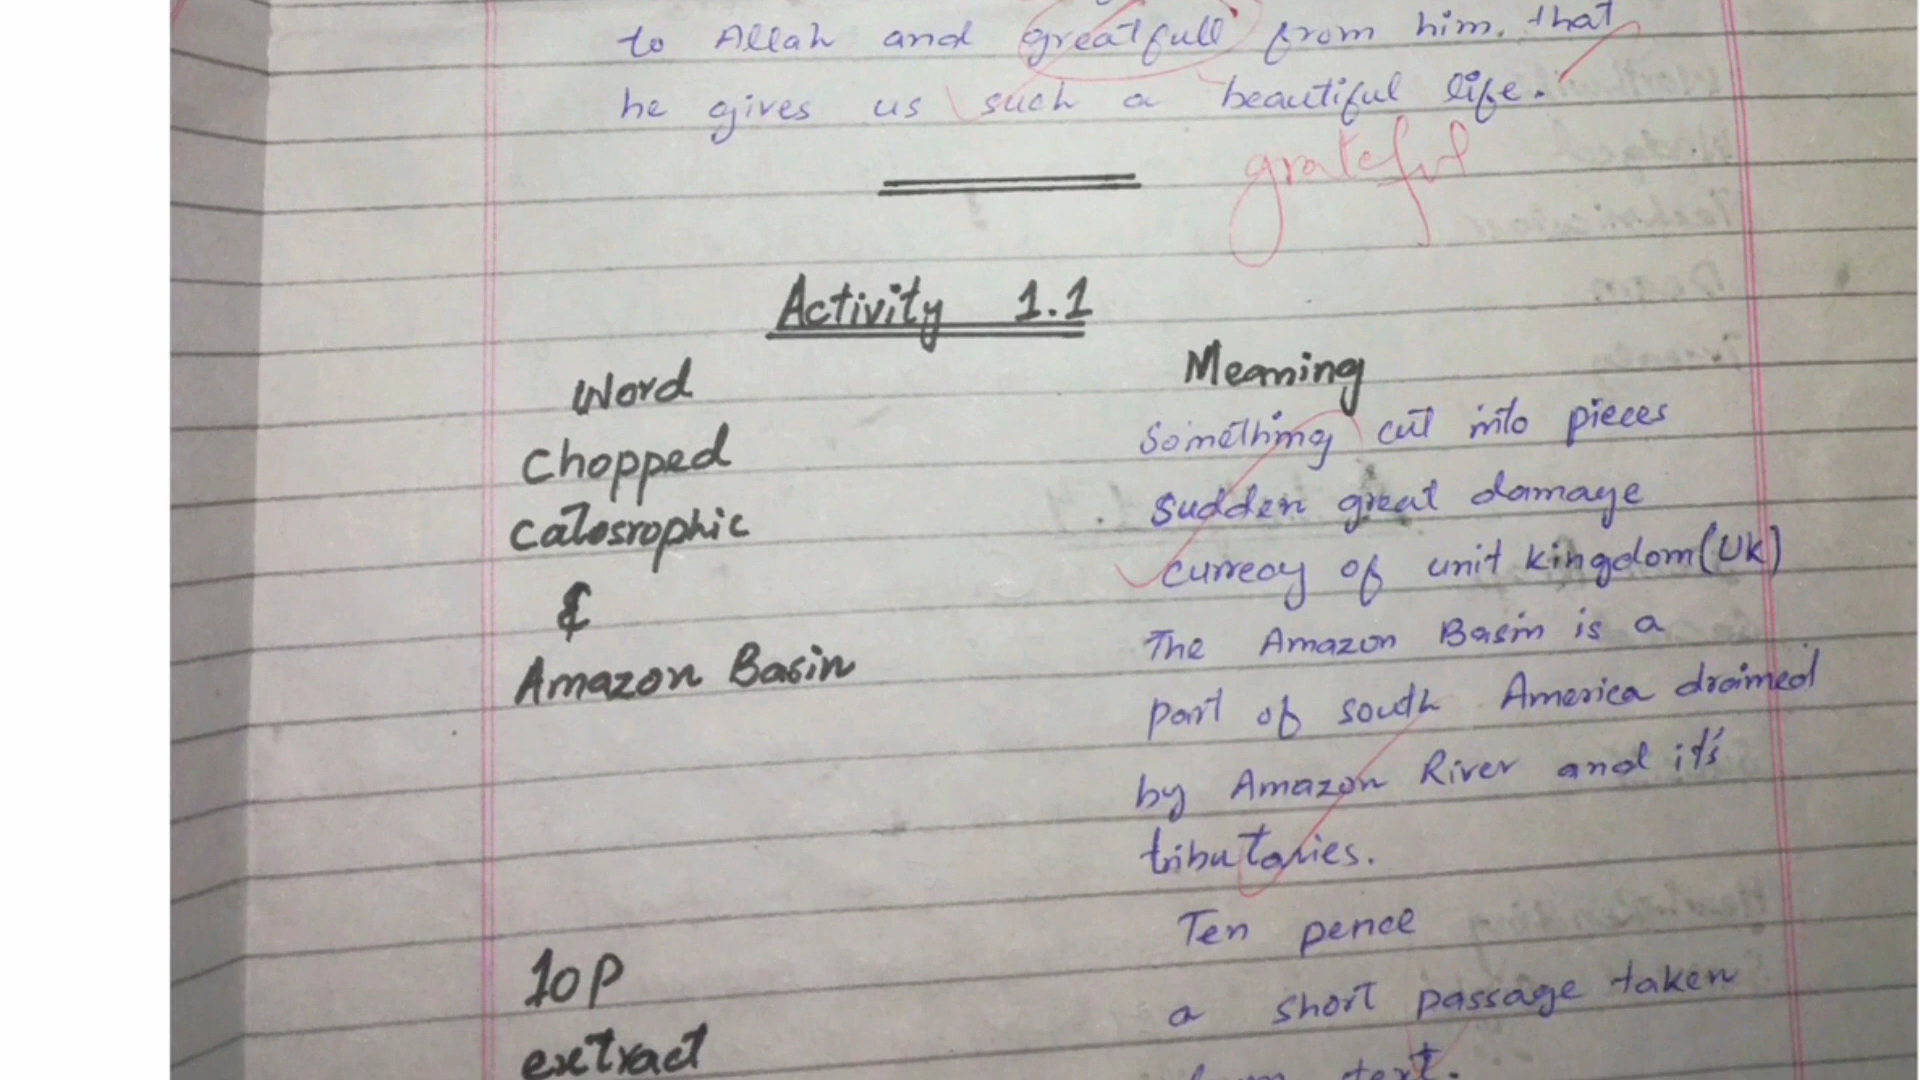 to Allah and greatfull from him. that
he gives us such a beautiful life.
grateful
Activity 1.1
Word Meaning
Chopped Something cut into pieces
Catosrophic Sudden great damage
£ curreoy of unit kingdom (UK)
Amazon Basin The Amazon Basin is a
part of south America drained
by Amazon River and it's
tributaries.
10P Ten pence
extract a short passage taken
text.